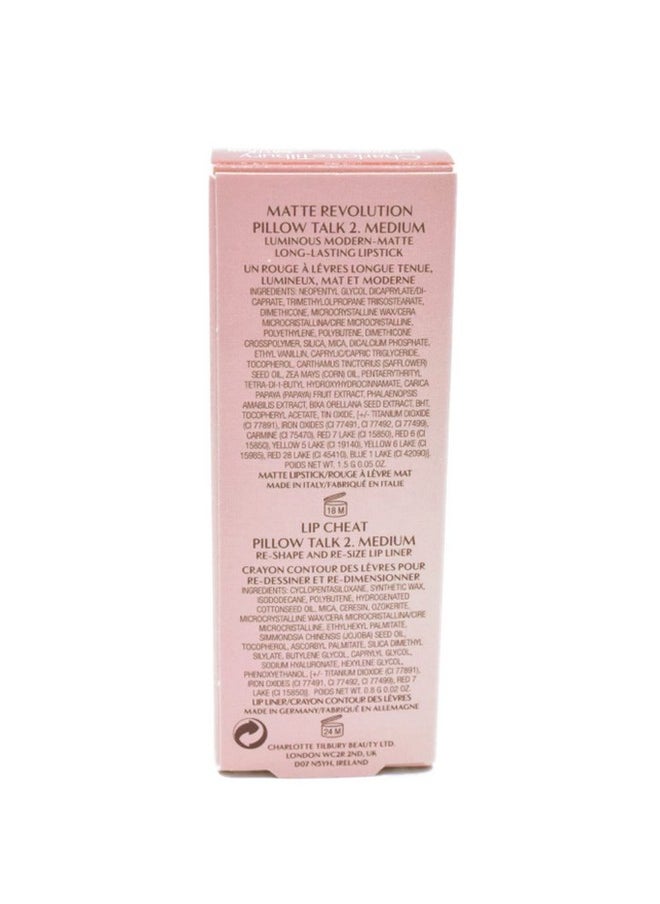 CharlotteTilbury
MATTE REVOLUTION
PILLOW TALK 2. MEDIUM
LUMINOUS MODERN-MATTE
LONG-LASTING LIPSTICK
UN ROUGE À LÉVRES LONGUE TENUE,
LUMINEUX, MAT ET MODERNE
INGREDIENTS: NEOPENTYL GLYCOL DICAPRYLATE/DI-
CAPRATE, TRIMETHYLOLPROPANE TRIISOSTEARATE,
DIMETHICONE, MICROCRYSTALLINE WAX/CERA
MICROCRISTALLINA/CIRE MICROCRISTALLINE,
POLYETHYLENE, POLYBUTENE, DIMETHICONE
CROSSPOLYMER, SILICA, MICA, DICALCIUM PHOSPHATE,
ETHYL VANILLIN, CAPRYLIC/CAPRIC TRIGLYCERIDE,
TOCOPHEROL, CARTHAMUS TINCTORIUS (SAFFLOWER)
SEED OIL, ZEA MAYS (CORN) OIL, PENTAERYTHRITYL
TETRA-DI-T-BUTYL HYDROXYHYDROCINNAMATE, CARICA
PAPAYA (PAPAYA) FRUIT EXTRACT, PHALAENOPSIS
AMABILIS EXTRACT, BIXA ORELLANA SEED EXTRACT, BHT,
TOCOPHERYL ACETATE, TIN OXIDE, [+/- TITANIUM DIOXIDE
(CI 77891), IRON OXIDES (CI 77491, CI 77492, CI 77499),
CARMINE (CI 75470), RED 7 LAKE (CI 15850), RED 6 (CI
15850), YELLOW 5 LAKE (CI 19140), YELLOW 6 LAKE (CI
15985), RED 28 LAKE (CI 45410), BLUE 1 LAKE (CI 42090)].
POIDS NET WT. 1.5 G 0.05 OZ.
MATTE LIPSTICK/ROUGE À LÈVRE MAT
MADE IN ITALY/FABRIQUÉ EN ITALIE
18 M
LIP CHEAT
PILLOW TALK 2. MEDIUM
RE-SHAPE AND RE-SIZE LIP LINER
CRAYON CONTOUR DES LÈVRES POUR
RE-DESSINER ET RE-DIMENSIONNER
INGREDIENTS: CYCLOPENTASILOXANE, SYNTHETIC WAX,
ISODODECANE, POLYBUTENE, HYDROGENATED
COTTONSEED OIL, MICA, CERESIN, OZOKERITE,
MICROCRYSTALLINE WAX/CERA MICROCRISTALLINA/CIRE
MICROCRISTALLINE, ETHYLHEXYL PALMITATE,
SIMMONDSIA CHINENSIS (JOJOBA) SEED OIL,
TOCOPHEROL, ASCORBYL PALMITATE, SILICA DIMETHYL
SILYLATE, BUTYLENE GLYCOL, CAPRYLYL GLYCOL,
SODIUM HYALURONATE, HEXYLENE GLYCOL,
PHENOXYETHANOL, [+/- TITANIUM DIOXIDE (CI 77891),
IRON OXIDES (CI 77491, CI 77492, CI 77499), RED 7
LAKE (CI 15850)]. POIDS NET WT. 0.8 G 0.02 OZ.
LIP LINER/CRAYON CONTOUR DES LÈVRES
MADE IN GERMANY/FABRIQUÉ EN ALLEMAGNE
24 M
CHARLOTTE TILBURY BEAUTY LTD.
LONDON WC2R 2ND, UK
D07 N5YH, IRELAND